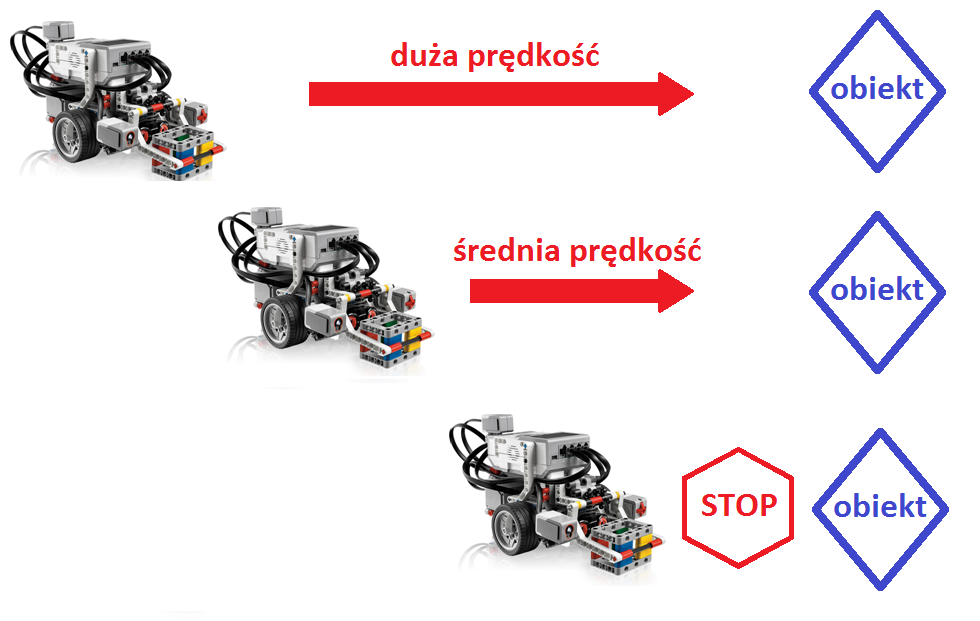 duża prędkość
obiekt
średnia prędkość
obiekt
STOP
obiekt